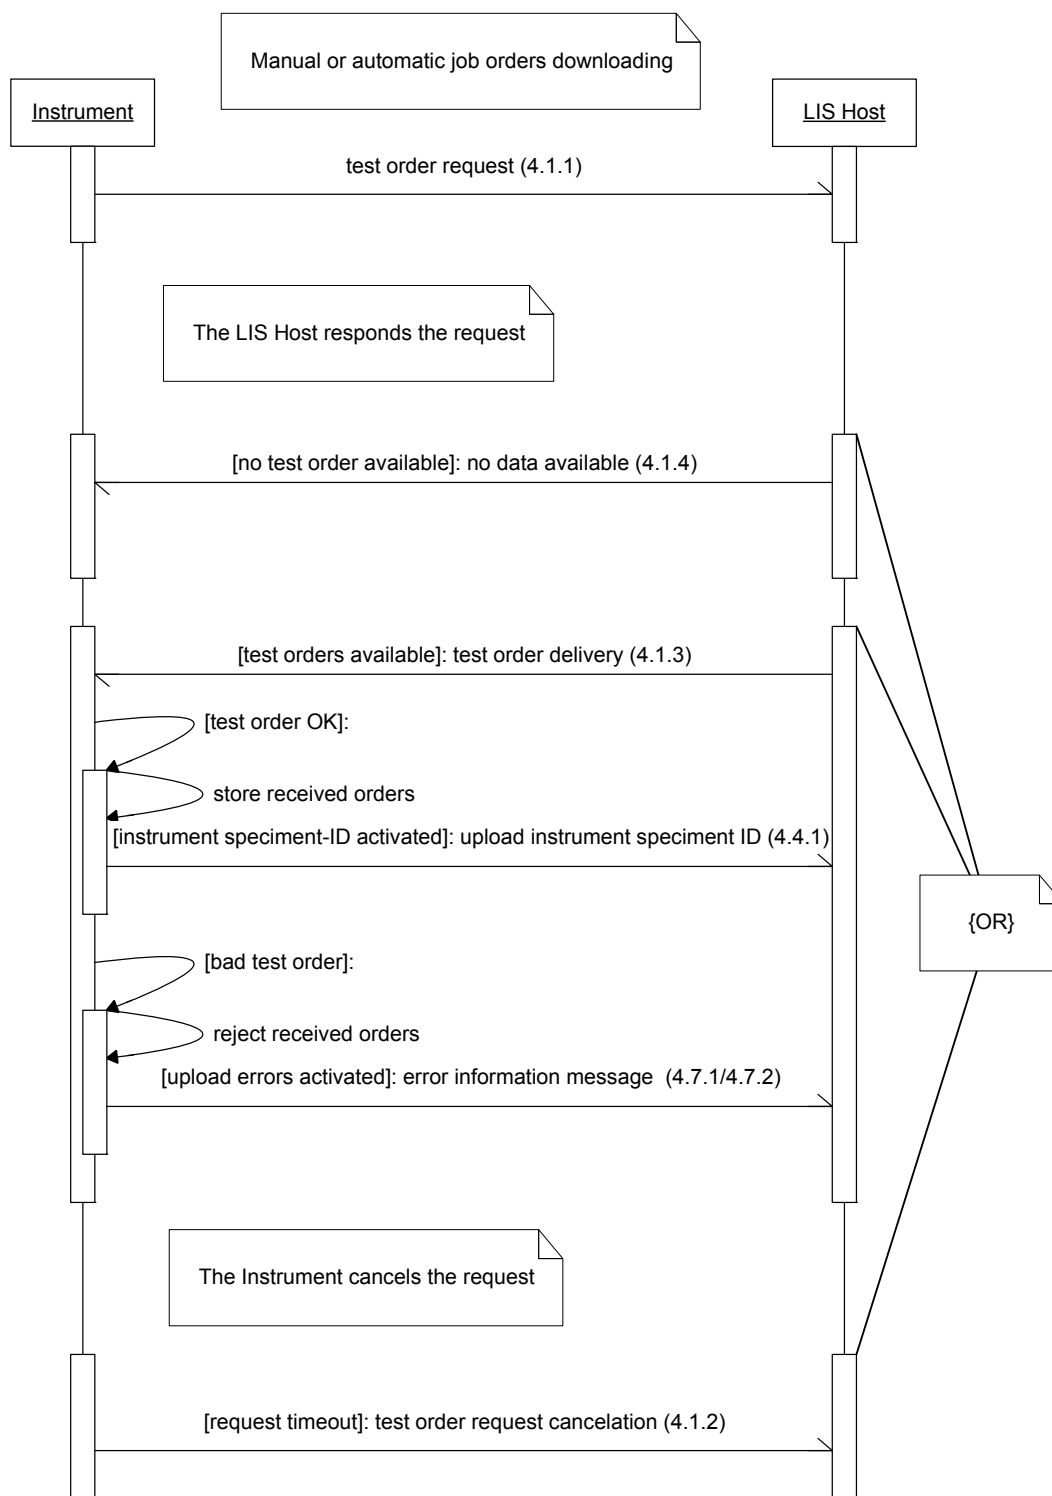 Manual or automatic job orders downloading
Instrument
LIS Host
test order request (4.1.1)
The LIS Host responds the request
[no test order available]: no data available (4.1.4)
[test orders available]: test order delivery (4.1.3)
[test order OK]:
store received orders
[instrument speciment-ID activated]: upload instrument speciment ID (4.4.1)
{OR}
[bad test order]:
reject received orders
[upload errors activated]: error information message  (4.7.1/4.7.2)
The Instrument cancels the request
[request timeout]: test order request cancelation (4.1.2)